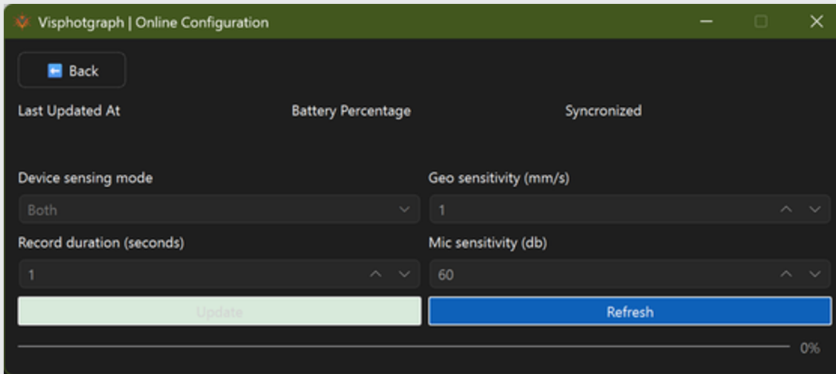 Visphotgraph | Online Configuration
Back
Last Updated At Battery Percentage Syncronized
Device sensing mode Geo sensitivity (mm/s)
Both 1
Record duration (seconds) Mic sensitivity (db)
1 60
Update Refresh
0%